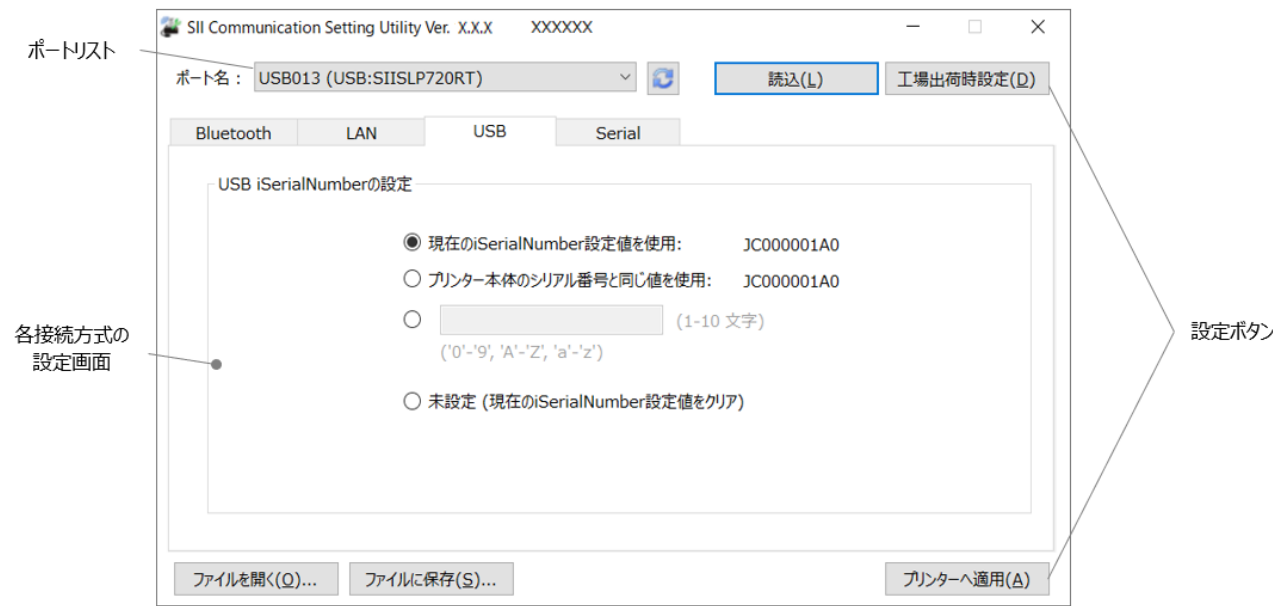 SII Communication Setting Utility Ver. X.X.X XXXXXX
ポートリスト
ポート名： USB013 (USB:SIISLP720RT) 読込(L) 工場出荷時設定(D)
Bluetooth LAN USB Serial
USB iSerialNumberの設定
現在のiSerialNumber設定値を使用: JC000001A0
プリンター本体のシリアル番号と同じ値を使用: JC000001A0
(1-10 文字)
('0'-'9', 'A'-'Z', 'a'-'z')
各接続方式の
設定画面
設定ボタン
未設定 (現在のiSerialNumber設定値をクリア)
ファイルを開く(O)... ファイルに保存(S)... プリンターへ適用(A)